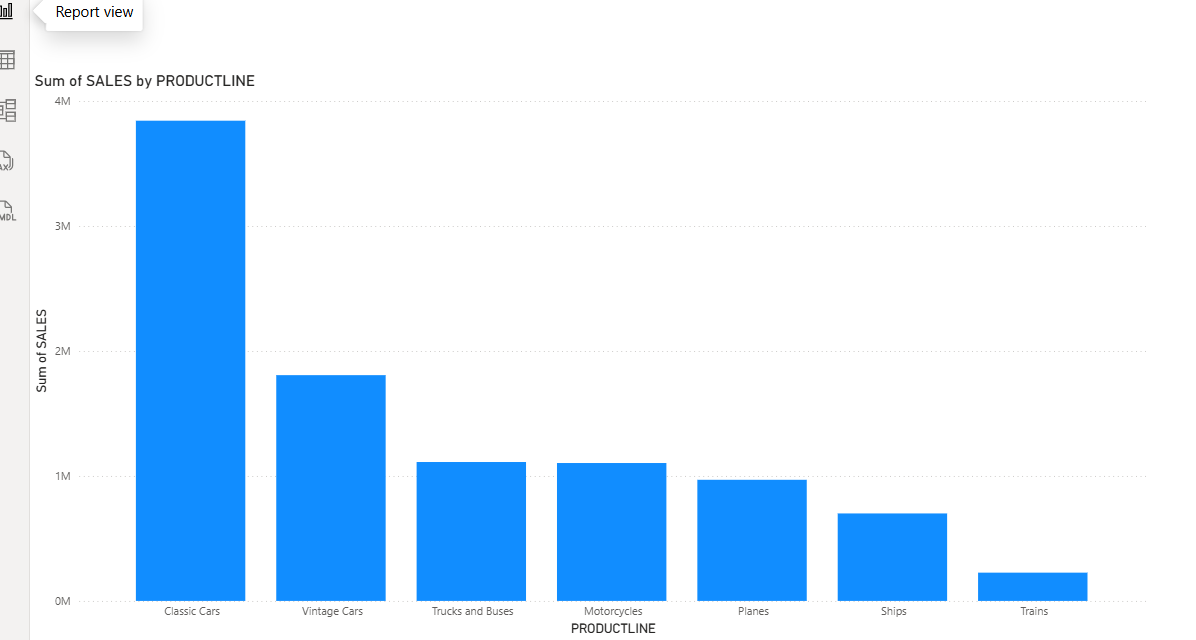 Report view
Sum of SALES by PRODUCTLINE
4M
3M
2M
1M
0M
Sum of SALES
Classic Cars
Vintage Cars
Trucks and Buses
Motorcycles
Planes
Ships
Trains
PRODUCTLINE